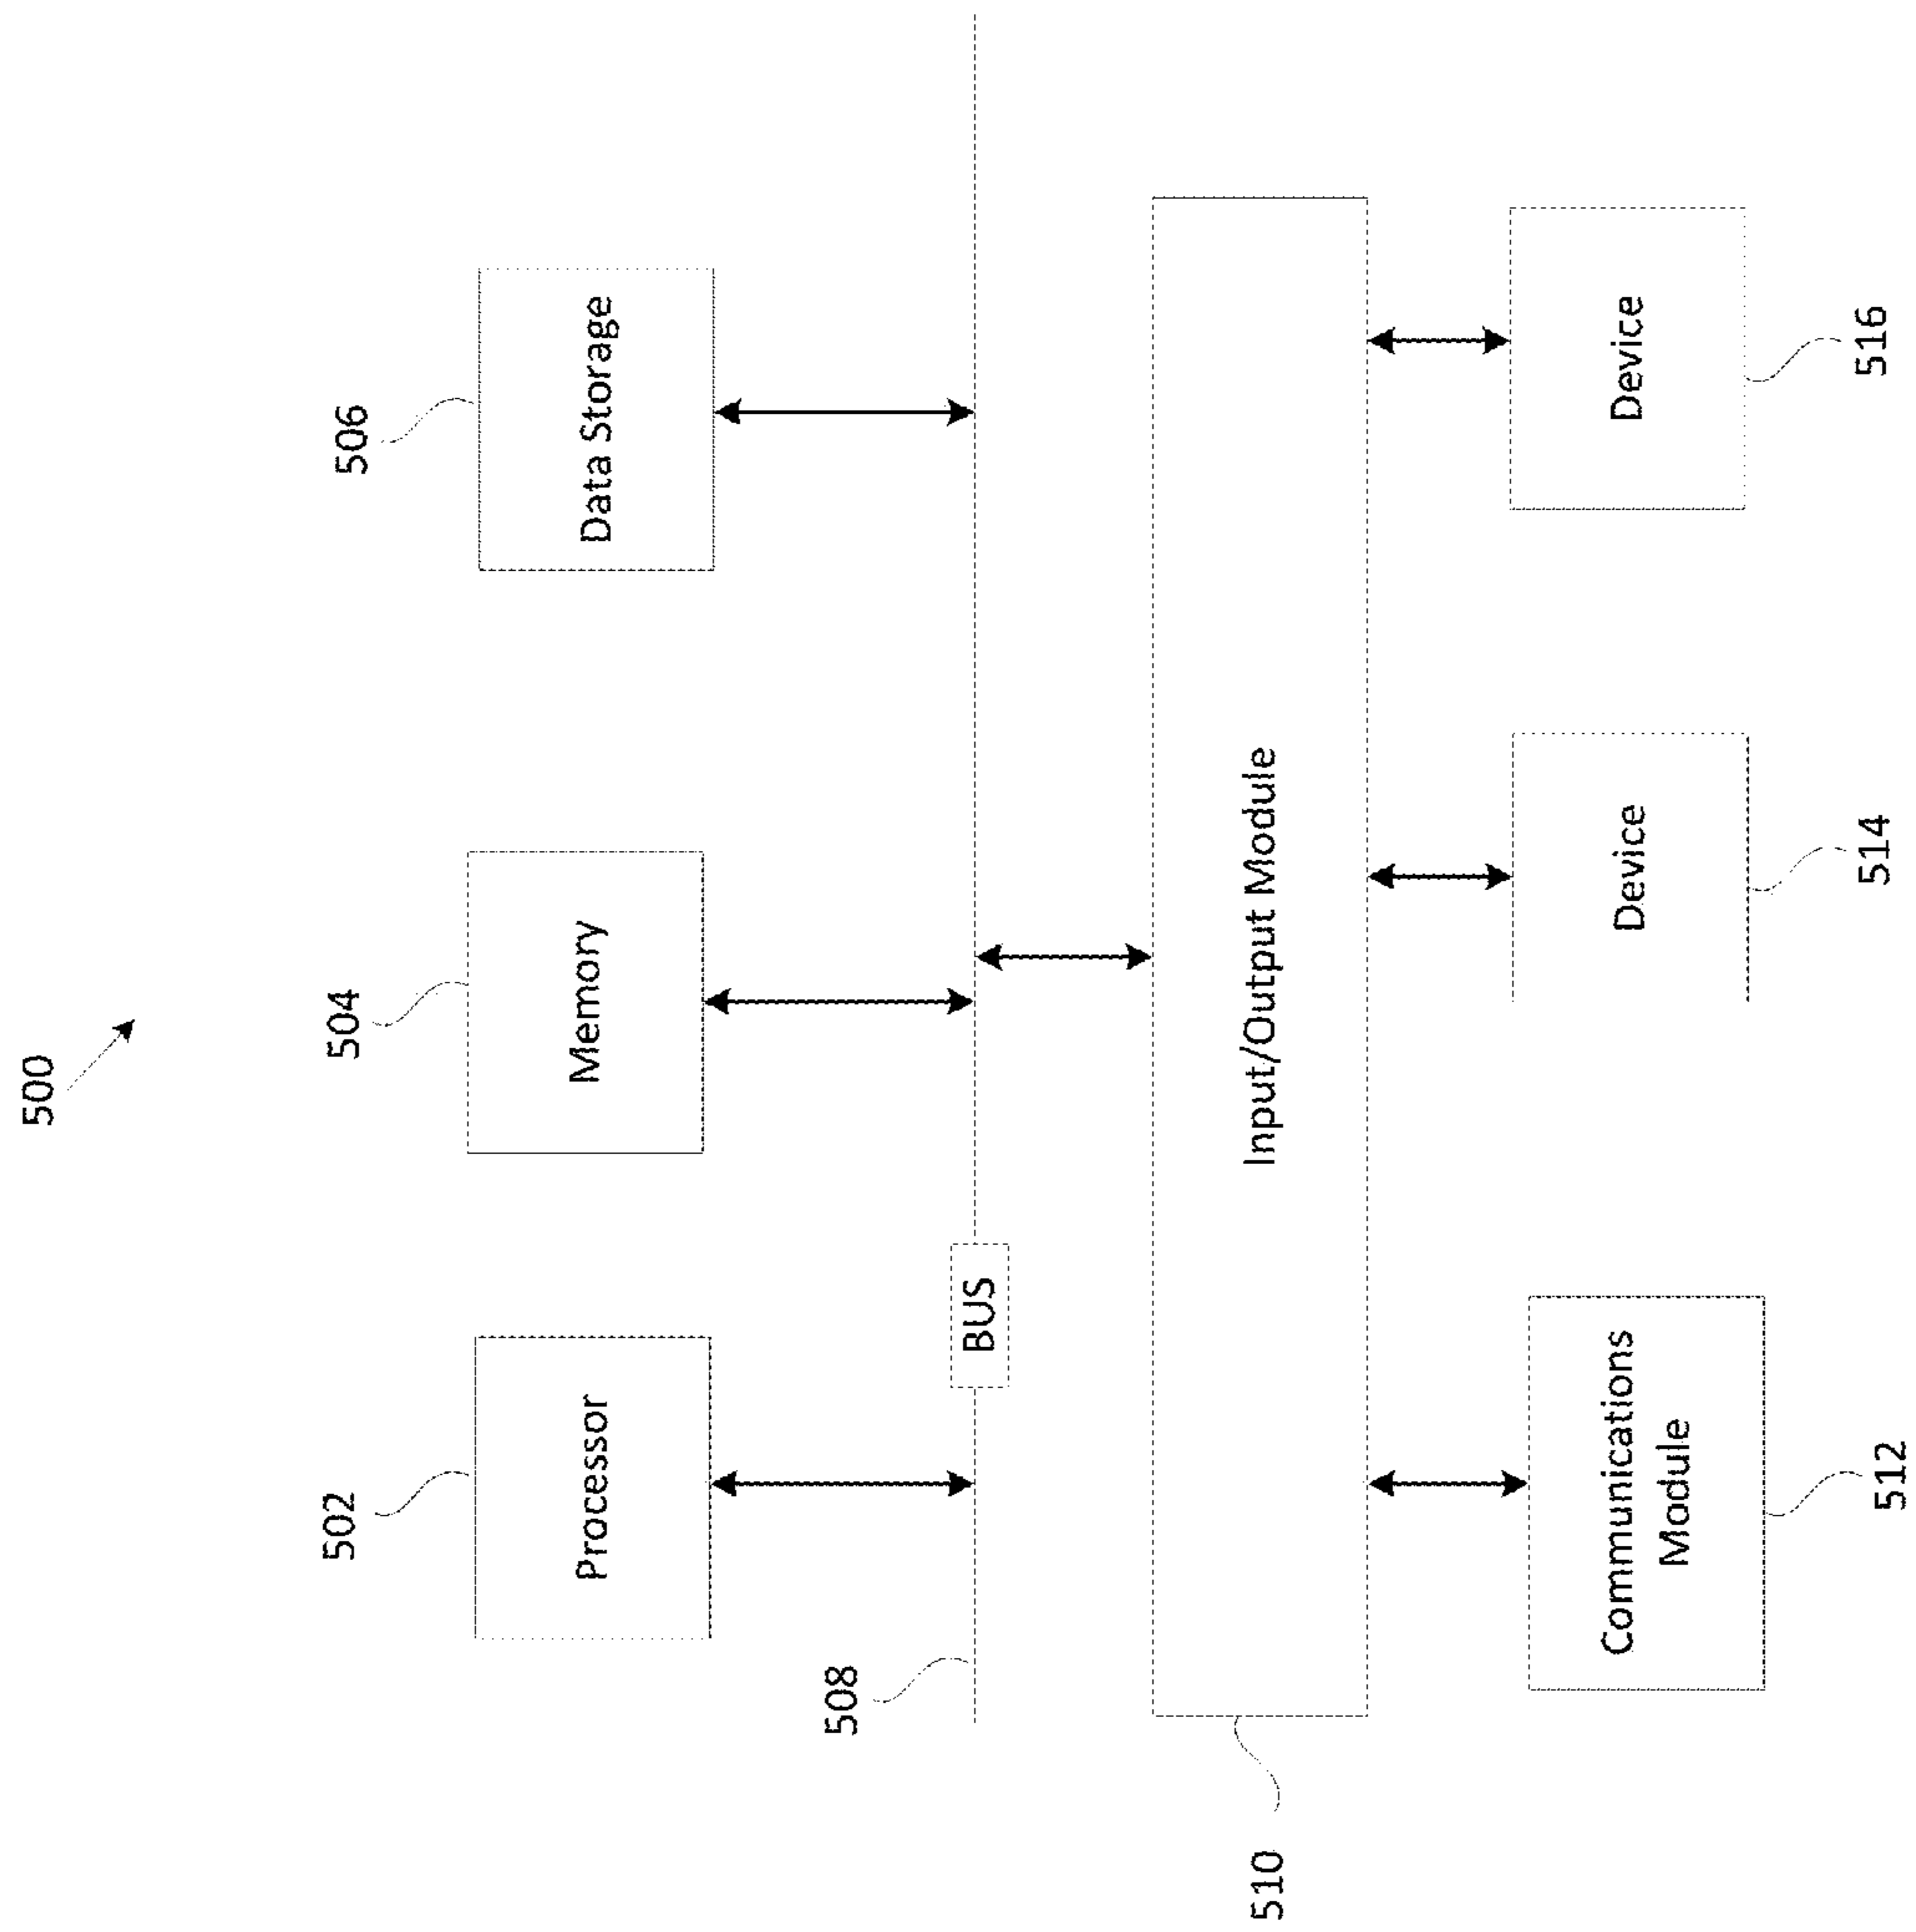 500
502
504
506
Processor
Memory
Data Storage
508
BUS
510
Input/Output Module
Communications
Module
Device
Device
512
514
516